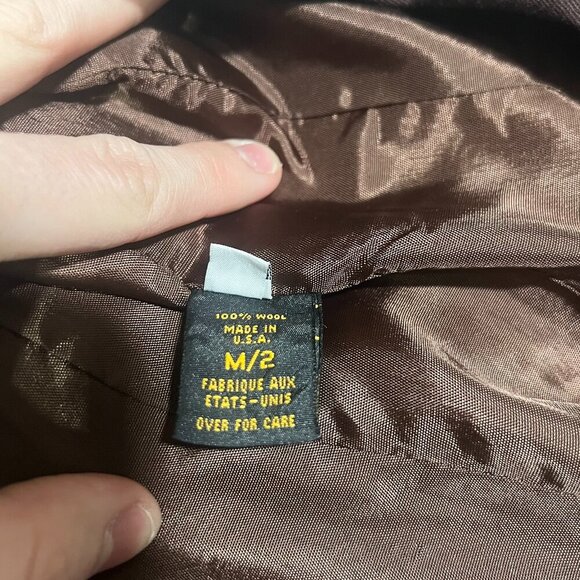 100% WOOL
MADE IN
U.S.A.
M/2
FABRIQUE AUX
ETATS-UNIS
OVER FOR CARE